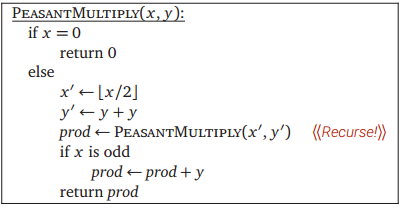 PEASANTMULTIPLY(x, y):
if x = 0
return 0
else
x′ ← ⌊x/2⌋
y′ ← y + y
prod ← PEASANTMULTIPLY(x′, y′) ⟨⟨Recurse!⟩⟩
if x is odd
prod ← prod + y
return prod